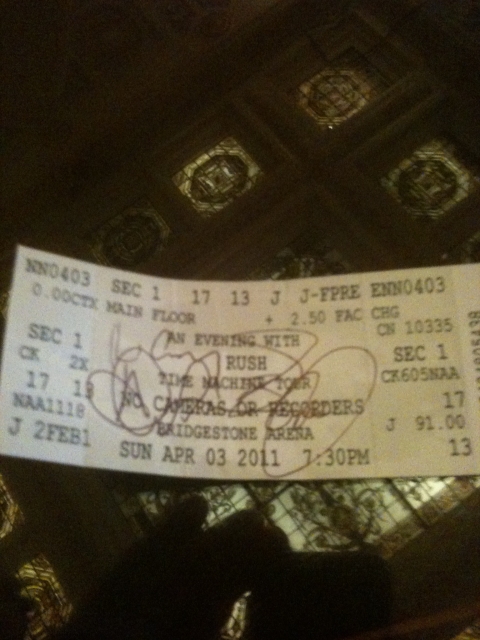 NN0403 SEC 1 17 13 J J-FPRE ENN0403
0.00CTX MAIN FLOOR + 2.50 FAC CHG
CN 10335
SEC 1 AN EVENING WITH SEC 1
CK 2X RUSH CK605NAA
17 TIME MACHINE TOUR 17
NAA1118 NO CAMERAS OR RECORDERS
J 2FEB1 BRIDGESTONE ARENA J 91.00
SUN APR 03 2011 7:30PM 13